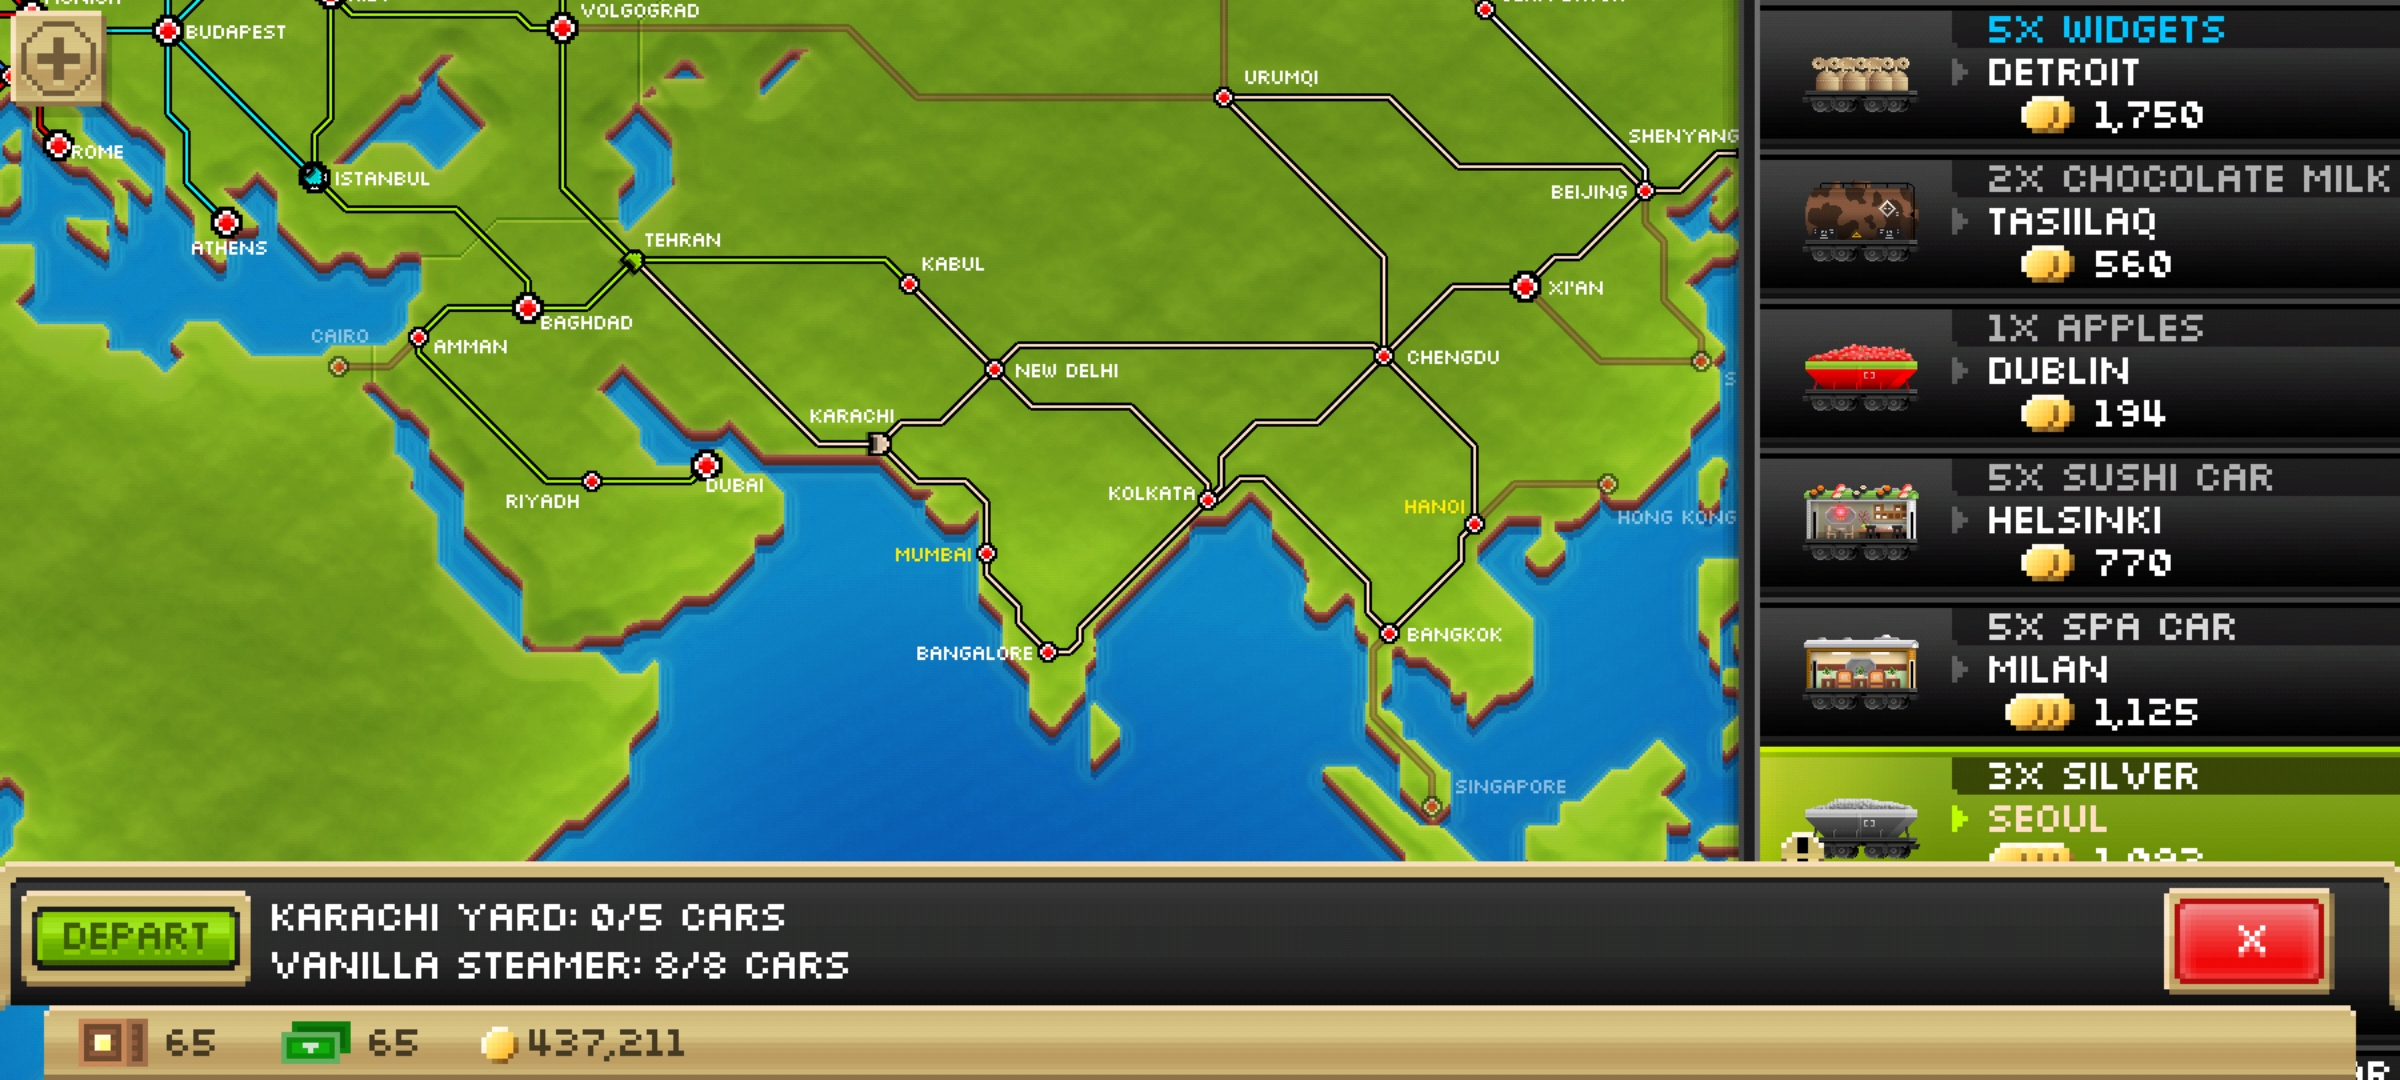 VOLGOGRAD
BUDAPEST
URUMQI
SHENYANG
ROME
ISTANBUL
BEIJING
ATHENS
TEHRAN
KABUL
XI'AN
BAGHDAD
CAIRO
AMMAN
CHENGDU
NEW DELHI
KARACHI
DUBAI
RIYADH
KOLKATA
HANOI
HONG KONG
MUMBAI
BANGKOK
BANGALORE
SINGAPORE
5X WIDGETS
DETROIT
1,750
2X CHOCOLATE MILK
TASIILAQ
560
1X APPLES
DUBLIN
194
5X SUSHI CAR
HELSINKI
770
5X SPA CAR
MILAN
1,125
3X SILVER
SEOUL
DEPART
KARACHI YARD: 0/5 CARS
VANILLA STEAMER: 8/8 CARS
X
65
65
437,211